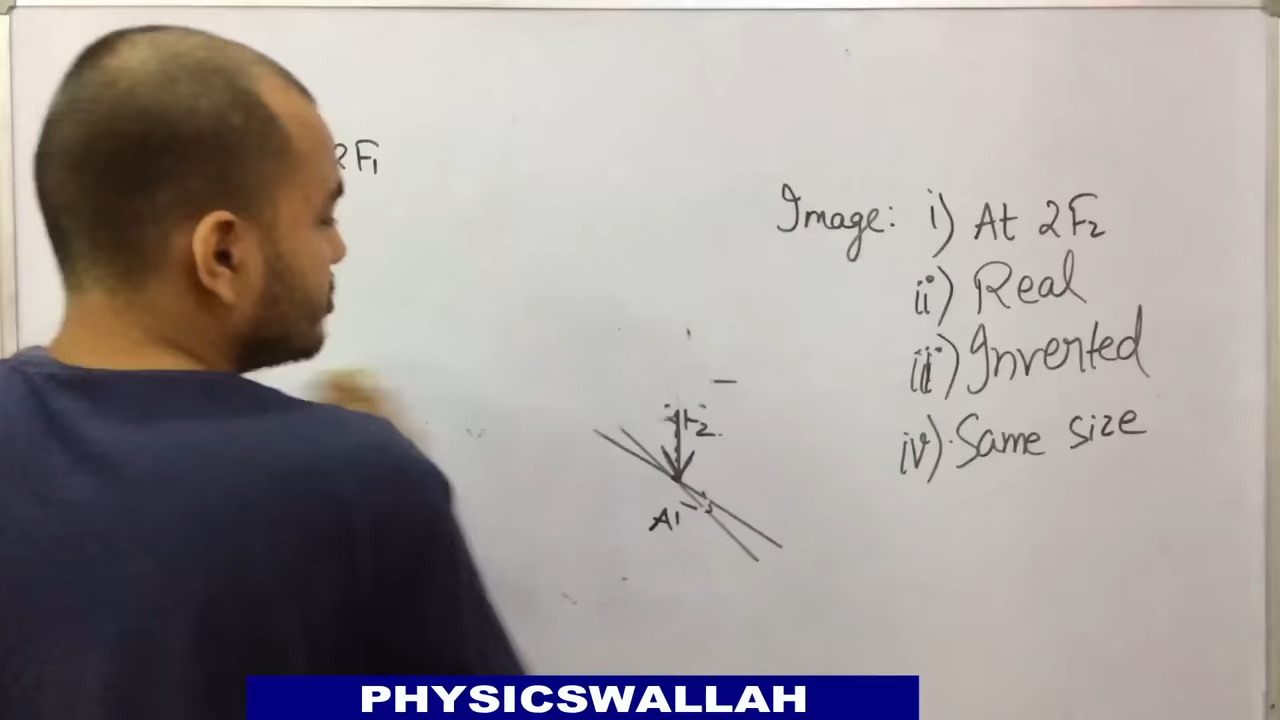 2F₁
Image: i) At 2F₂
ii) Real
iii) Inverted
iv) Same size
F₂
A'
PHYSICSWALLAH